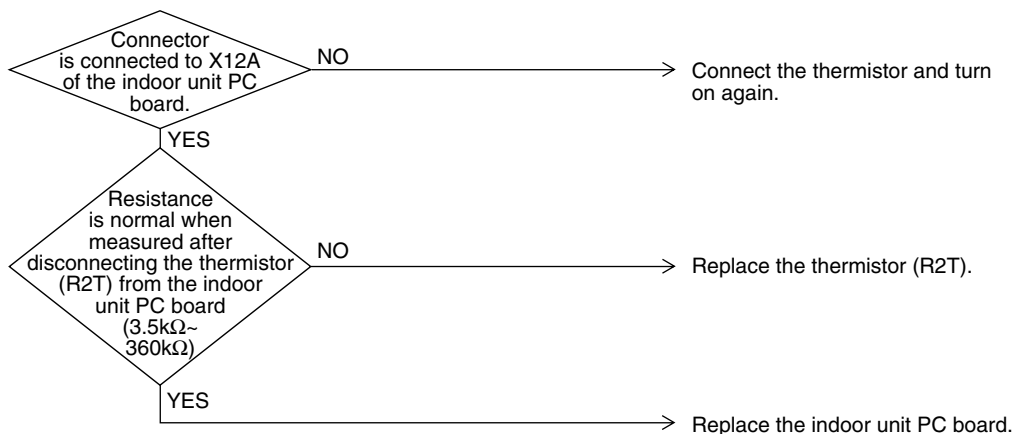 Connector
is connected to X12A
of the indoor unit PC
board.
NO
Connect the thermistor and turn
on again.
YES
Resistance
is normal when
measured after
disconnecting the thermistor
(R2T) from the indoor
unit PC board
(3.5kΩ~
360kΩ)
NO
Replace the thermistor (R2T).
YES
Replace the indoor unit PC board.